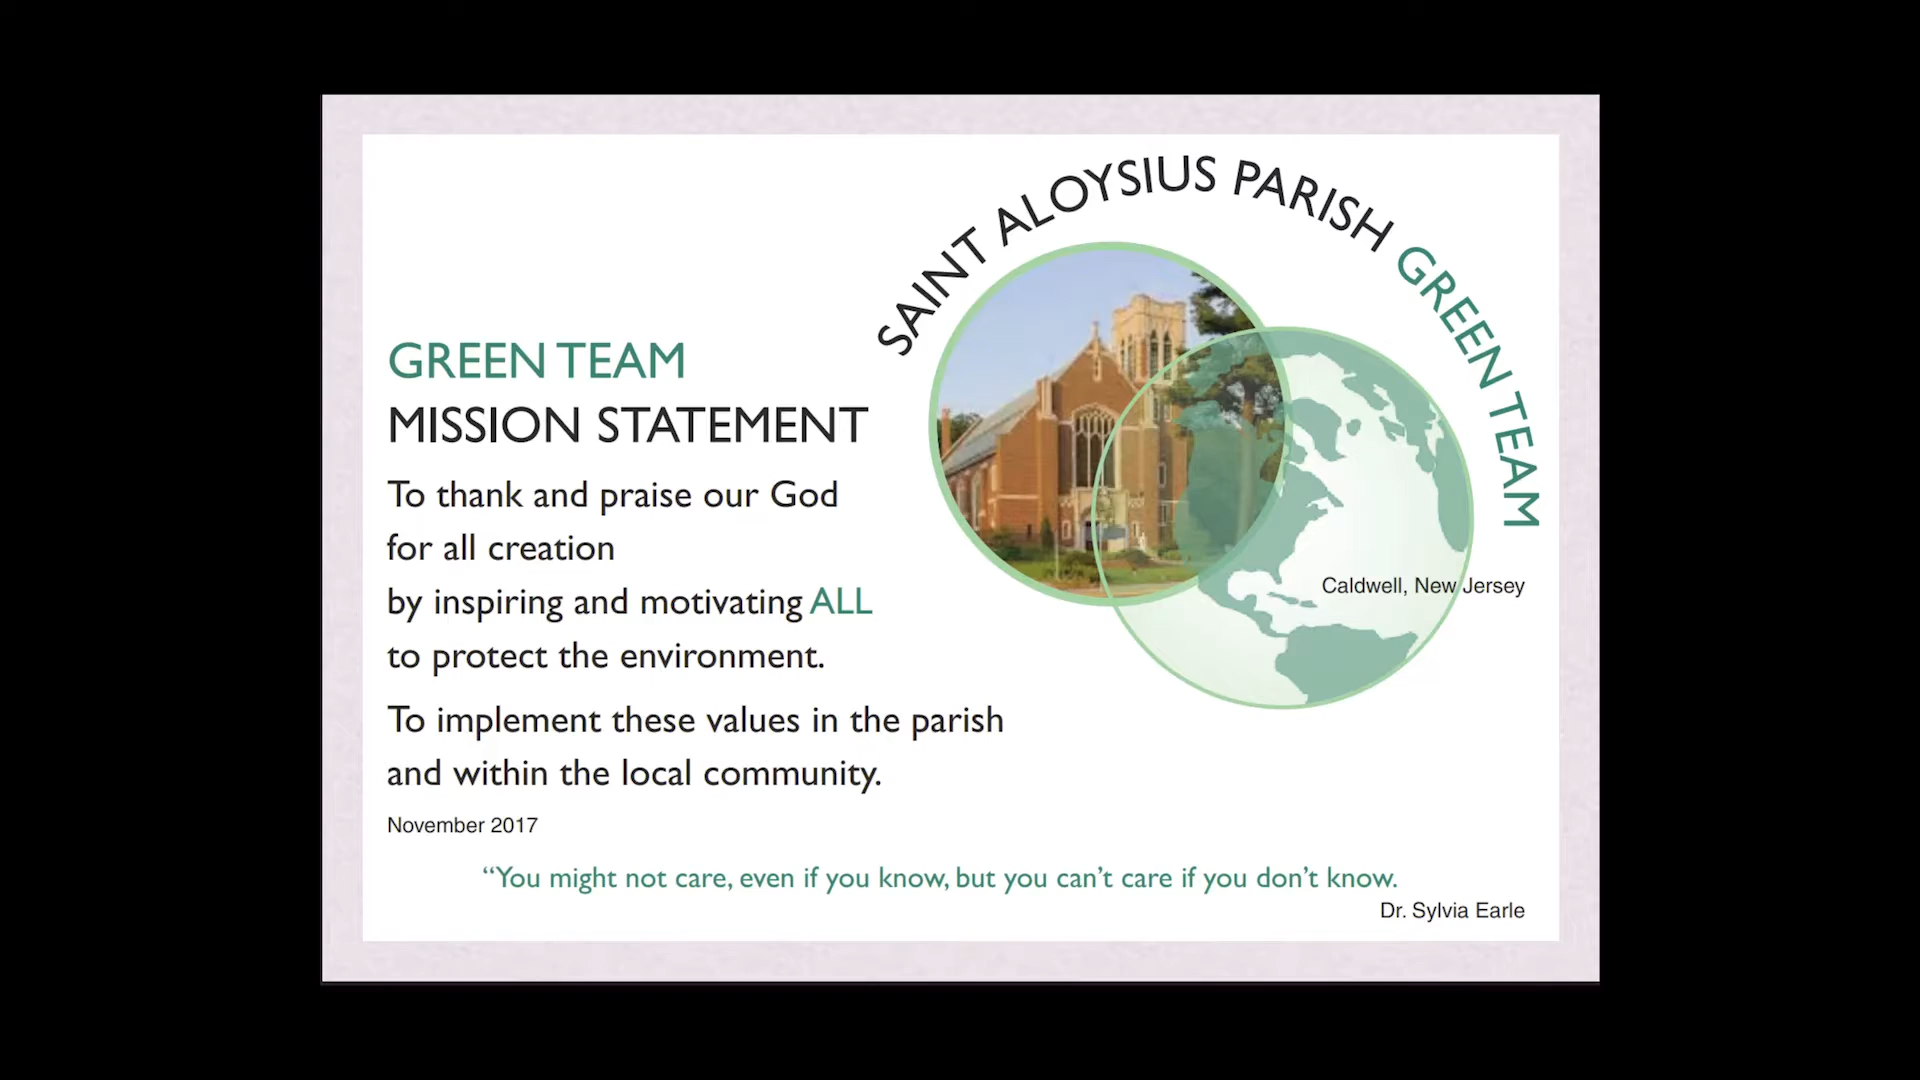 SAINT ALOYSIUS PARISH GREEN TEAM
GREEN TEAM
MISSION STATEMENT
To thank and praise our God
for all creation
by inspiring and motivating ALL
to protect the environment.
Caldwell, New Jersey
To implement these values in the parish
and within the local community.
November 2017
“You might not care, even if you know, but you can’t care if you don’t know.
Dr. Sylvia Earle